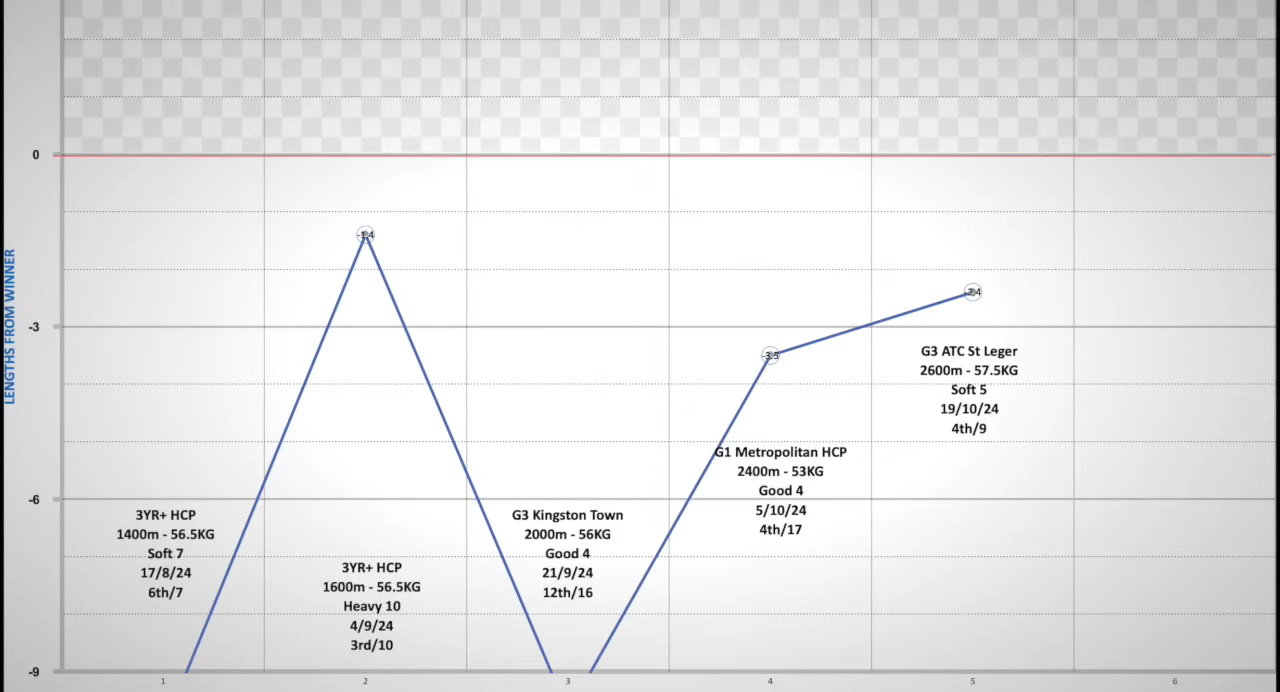 0
-3
-6
-9
LENGTHS FROM WINNER
-1.4
-3.5
-2.4
3YR+ HCP
1400m - 56.5KG
Soft 7
17/8/24
6th/7
3YR+ HCP
1600m - 56.5KG
Heavy 10
4/9/24
3rd/10
G3 Kingston Town
2000m - 56KG
Good 4
21/9/24
12th/16
G1 Metropolitan HCP
2400m - 53KG
Good 4
5/10/24
4th/17
G3 ATC St Leger
2600m - 57.5KG
Soft 5
19/10/24
4th/9
1 2 3 4 5 6